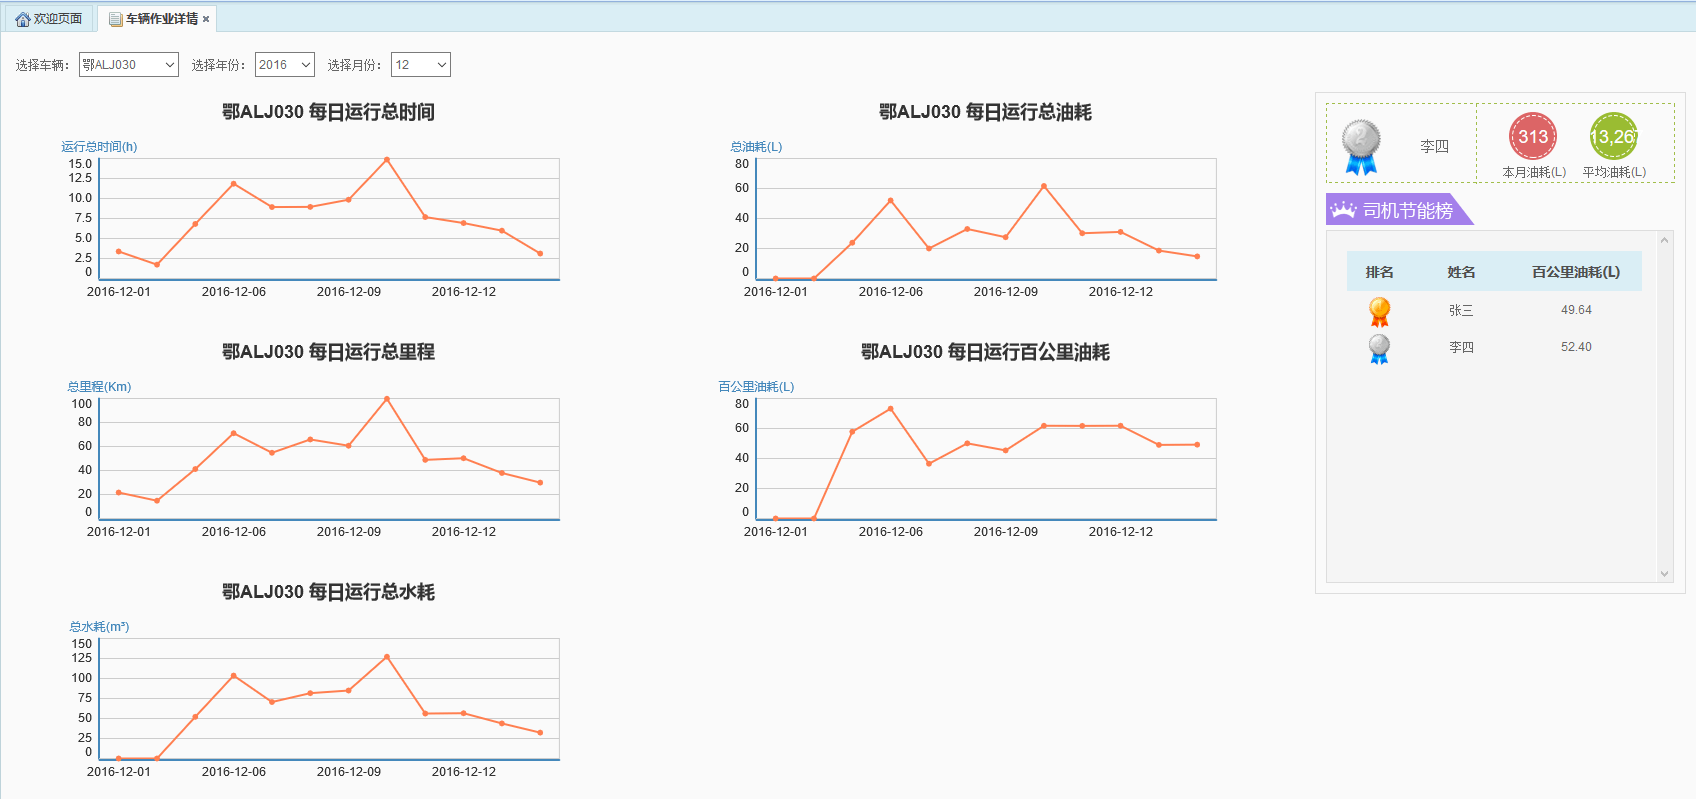 欢迎页面
车辆作业详情
选择车辆：
鄂ALJ030
选择年份：
2016
选择月份：
12
鄂ALJ030 每日运行总时间
运行总时间(h)
15.0
12.5
10.0
7.5
5.0
2.5
0
2016-12-01
2016-12-06
2016-12-09
2016-12-12
鄂ALJ030 每日运行总油耗
总油耗(L)
80
60
40
20
0
2016-12-01
2016-12-06
2016-12-09
2016-12-12
鄂ALJ030 每日运行总里程
总里程(Km)
100
80
60
40
20
0
2016-12-01
2016-12-06
2016-12-09
2016-12-12
鄂ALJ030 每日运行百公里油耗
百公里油耗(L)
80
60
40
20
0
2016-12-01
2016-12-06
2016-12-09
2016-12-12
鄂ALJ030 每日运行总水耗
总水耗(m³)
150
125
100
75
50
25
0
2016-12-01
2016-12-06
2016-12-09
2016-12-12
2
李四
313
本月油耗(L)
13,267
平均油耗(L)
司机节能榜
排名 姓名 百公里油耗(L)
张三 49.64
李四 52.40